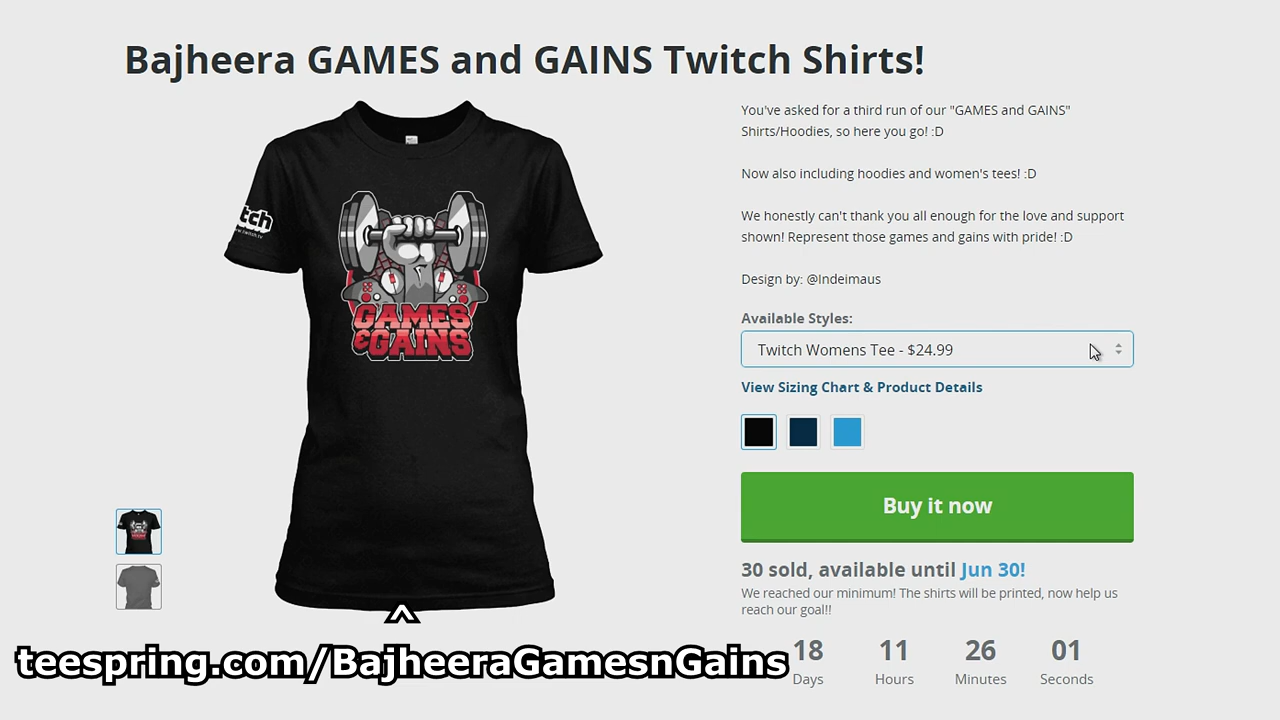 Bajheera GAMES and GAINS Twitch Shirts!
You've asked for a third run of our "GAMES and GAINS"
Shirts/Hoodies, so here you go! :D
Now also including hoodies and women's tees! :D
We honestly can't thank you all enough for the love and support
shown! Represent those games and gains with pride! :D
Design by: @Indeimaus
Available Styles:
Twitch Womens Tee - $24.99
View Sizing Chart & Product Details
Buy it now
30 sold, available until Jun 30!
We reached our minimum! The shirts will be printed, now help us
reach our goal!!
18 11 26 01
Days Hours Minutes Seconds
tch
GAMES
&GAINS
teespring.com/BajheeraGamesnGains